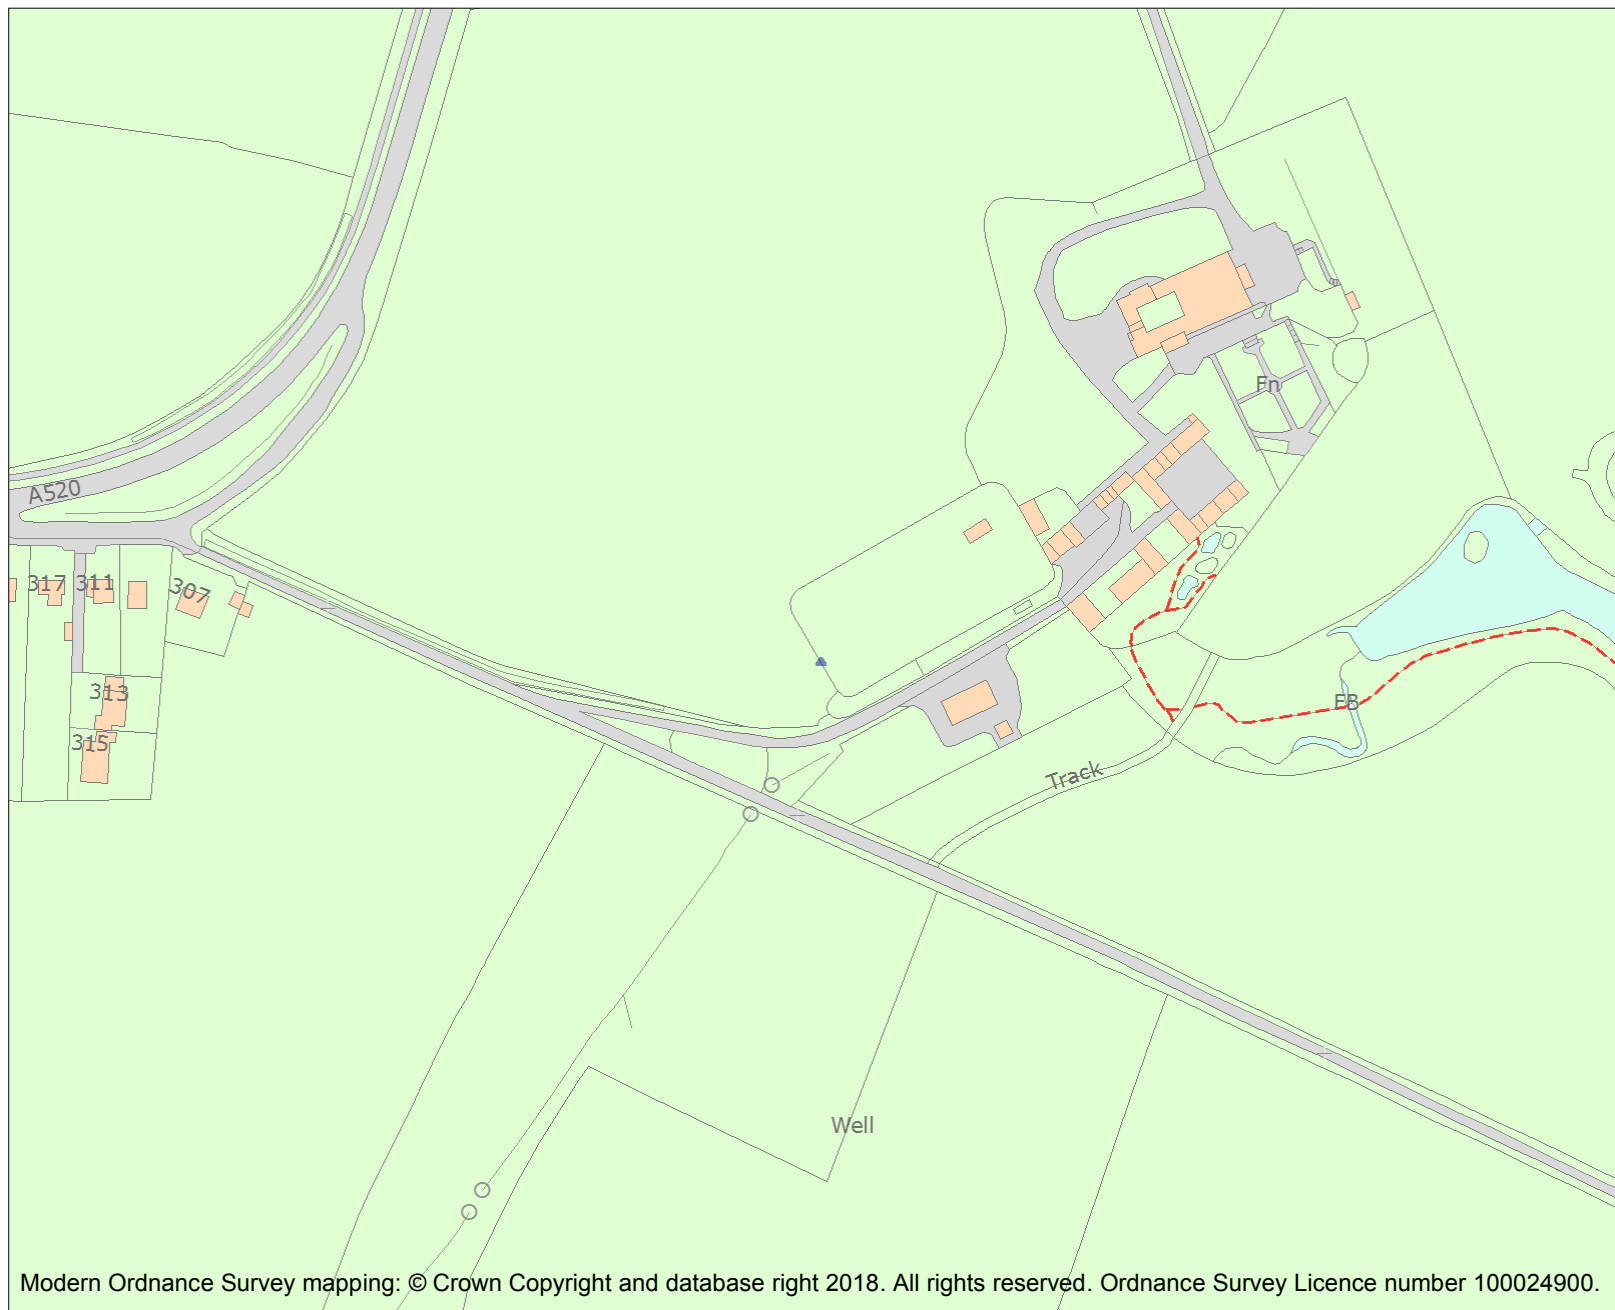 Fn
A520
317
311
307
313
FB
315
Track
Well
Modern Ordnance Survey mapping: © Crown Copyright and database right 2018. All rights reserved. Ordnance Survey Licence number 100024900.